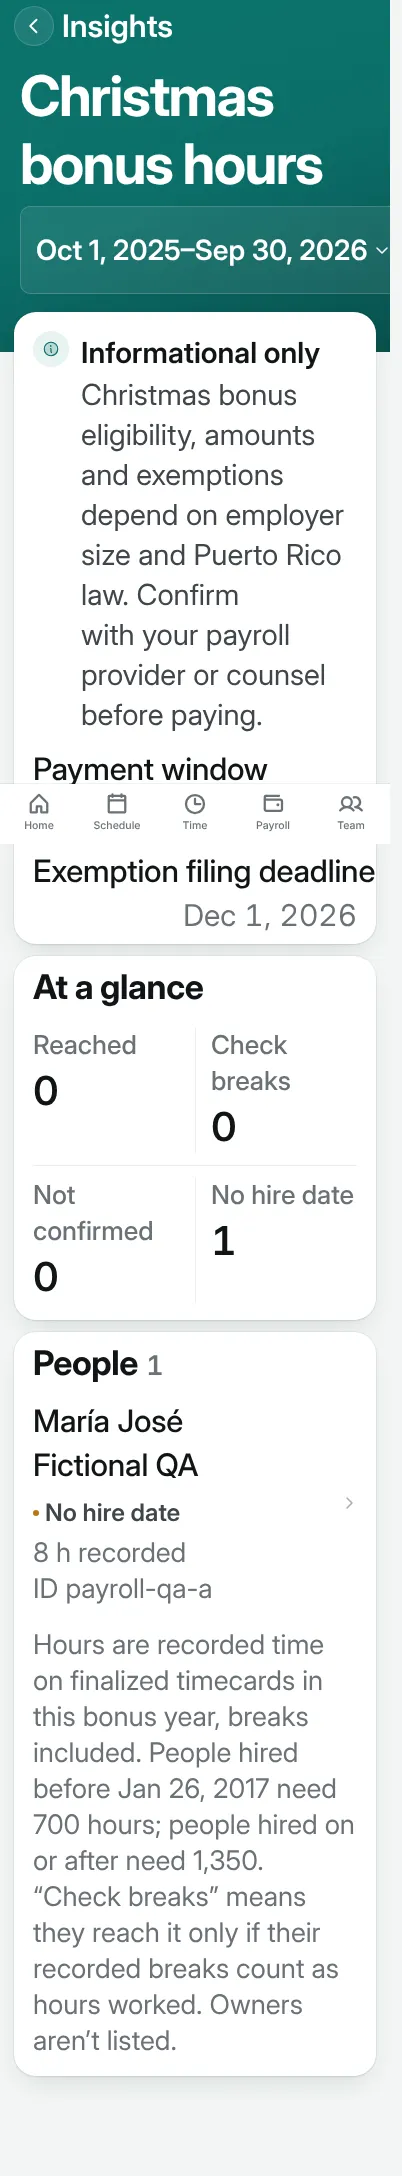 Insights
Christmas
bonus hours
Oct 1, 2025–Sep 30, 2026
Informational only
Christmas bonus
eligibility, amounts
and exemptions
depend on employer
size and Puerto Rico
law. Confirm
with your payroll
provider or counsel
before paying.
Payment window
Home Schedule Time Payroll Team
Exemption filing deadline
Dec 1, 2026
At a glance
Reached
0
Check
breaks
0
Not
confirmed
0
No hire date
1
People 1
María José
Fictional QA
No hire date
8 h recorded
ID payroll-qa-a
Hours are recorded time
on finalized timecards in
this bonus year, breaks
included. People hired
before Jan 26, 2017 need
700 hours; people hired on
or after need 1,350.
“Check breaks” means
they reach it only if their
recorded breaks count as
hours worked. Owners
aren’t listed.